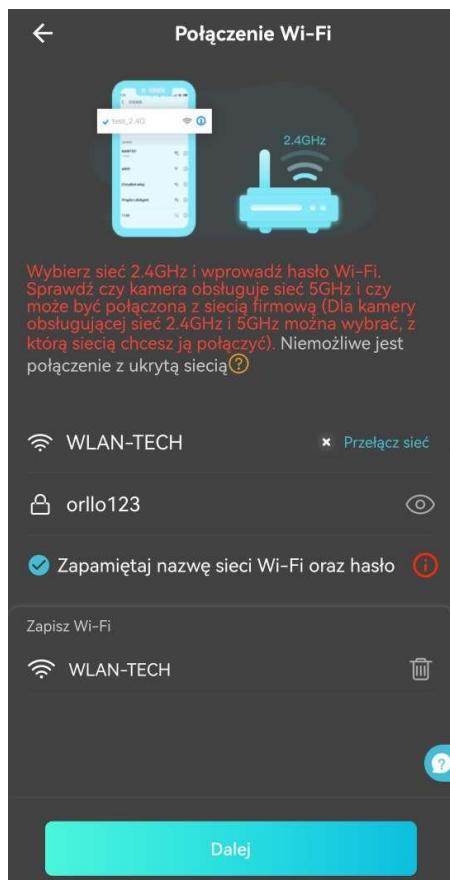 Połączenie Wi-Fi
test_2.4G
2.4GHz
Wybierz sieć 2.4GHz i wprowadź hasło Wi-Fi.
Sprawdź czy kamera obsługuje sieć 5GHz i czy
może być połączona z siecią firmową (Dla kamery
obsługującej sieć 2.4GHz i 5GHz można wybrać, z
którą siecią chcesz ją połączyć). Niemożliwe jest
połączenie z ukrytą siecią?
WLAN-TECH Przełącz sieć
orllo123
Zapamiętaj nazwę sieci Wi-Fi oraz hasło
Zapisz Wi-Fi
WLAN-TECH
Dalej